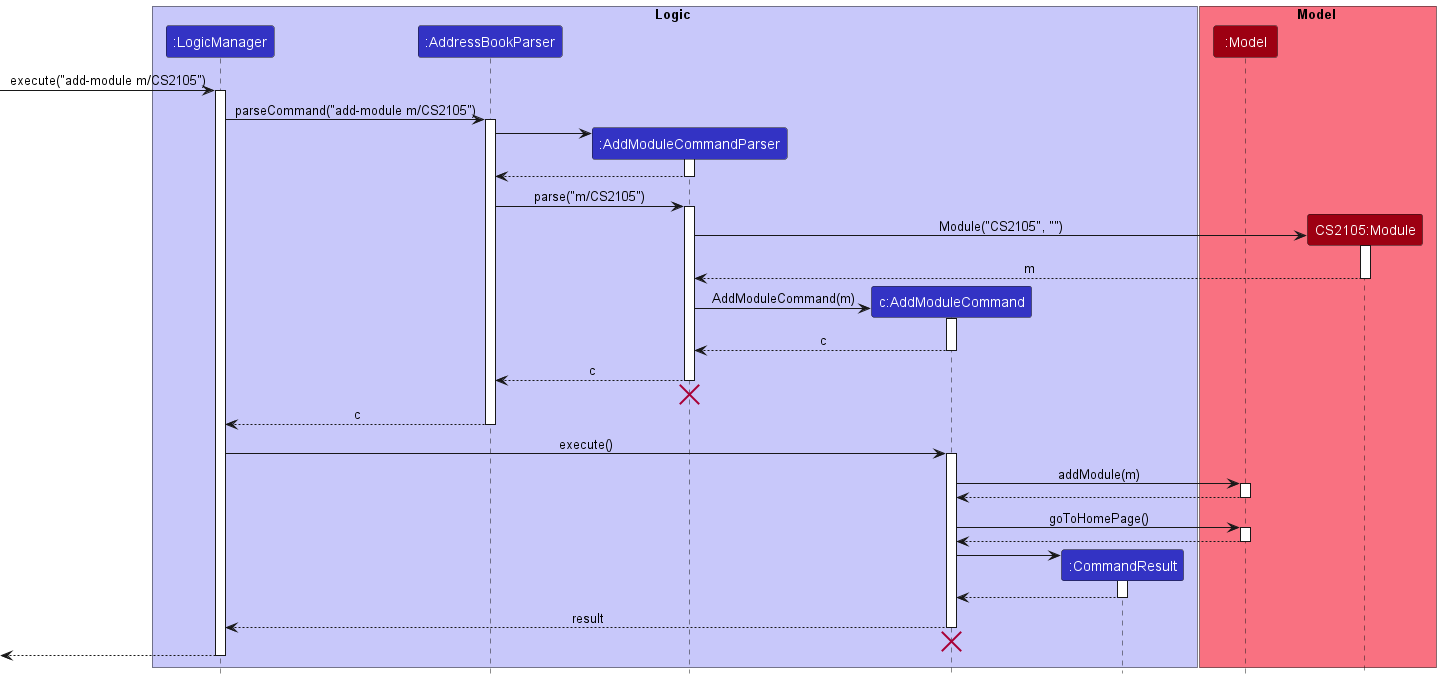 Logic
Model
:LogicManager
:AddressBookParser
:Model
execute("add-module m/CS2105")
parseCommand("add-module m/CS2105")
:AddModuleCommandParser
parse("m/CS2105")
Module("CS2105", "")
CS2105:Module
m
AddModuleCommand(m)
c:AddModuleCommand
c
c
c
execute()
addModule(m)
goToHomePage()
:CommandResult
result